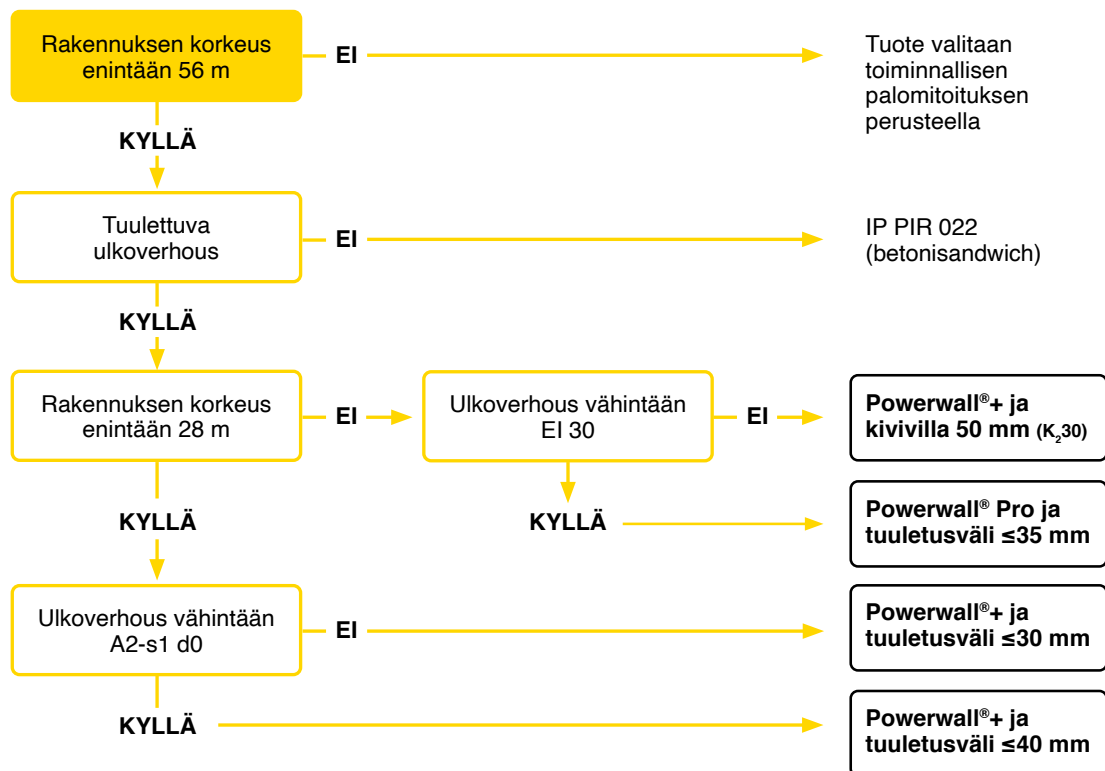 Rakennuksen korkeus
enintään 56 m
EI
Tuote valitaan
toiminnallisen
palomitoituksen
perusteella
KYLLÄ
Tuulettuva
ulkoverhous
EI
IP PIR 022
(betonisandwich)
KYLLÄ
Rakennuksen korkeus
enintään 28 m
EI
Ulkoverhous vähintään
EI 30
EI
Powerwall®+ ja
kivivilla 50 mm (K₂30)
KYLLÄ
KYLLÄ
Powerwall® Pro ja
tuuletusväli ≤35 mm
Ulkoverhous vähintään
A2-s1 d0
EI
Powerwall®+ ja
tuuletusväli ≤30 mm
KYLLÄ
Powerwall®+ ja
tuuletusväli ≤40 mm